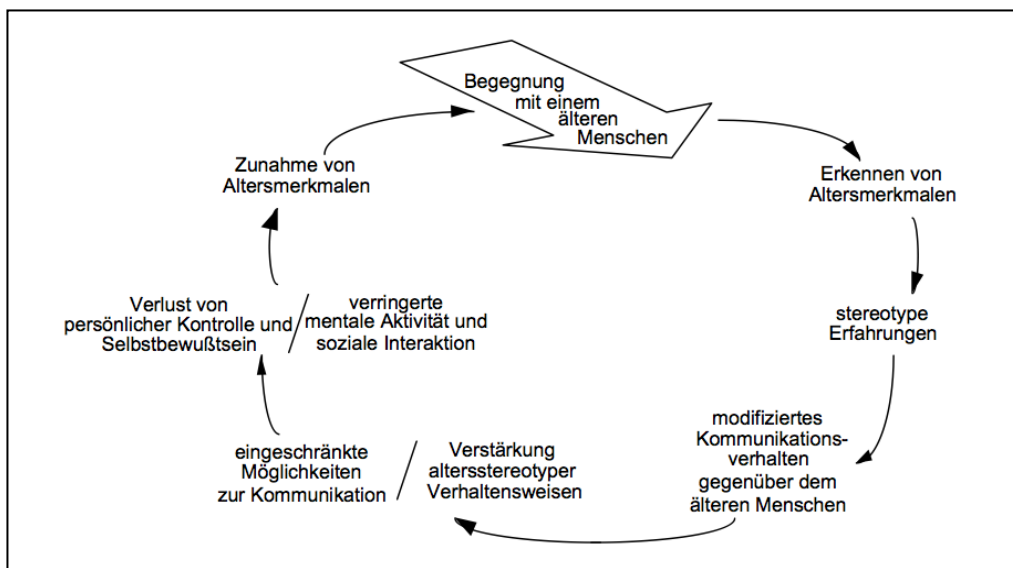 Begegnung
mit einem
älteren
Menschen
Erkennen von
Altersmerkmalen
stereotype
Erfahrungen
modifiziertes
Kommunikations-
verhalten
gegenüber dem
älteren Menschen
Verstärkung
altersstereotyper
Verhaltensweisen
/
eingeschränkte
Möglichkeiten
zur Kommunikation
verringerte
mentale Aktivität und
soziale Interaktion
/
Verlust von
persönlicher Kontrolle und
Selbstbewußtsein
Zunahme von
Altersmerkmalen